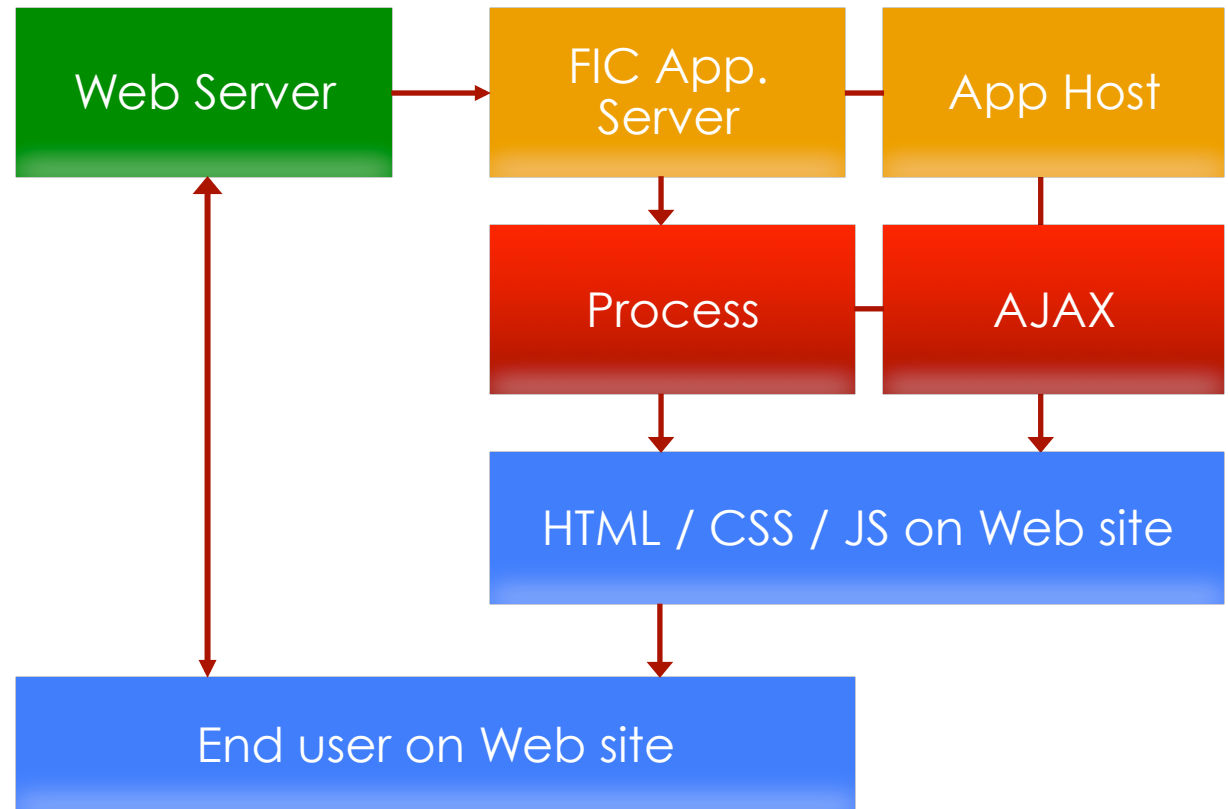 Web Server
FIC App.
Server
App Host
Process
AJAX
HTML / CSS / JS on Web site
End user on Web site